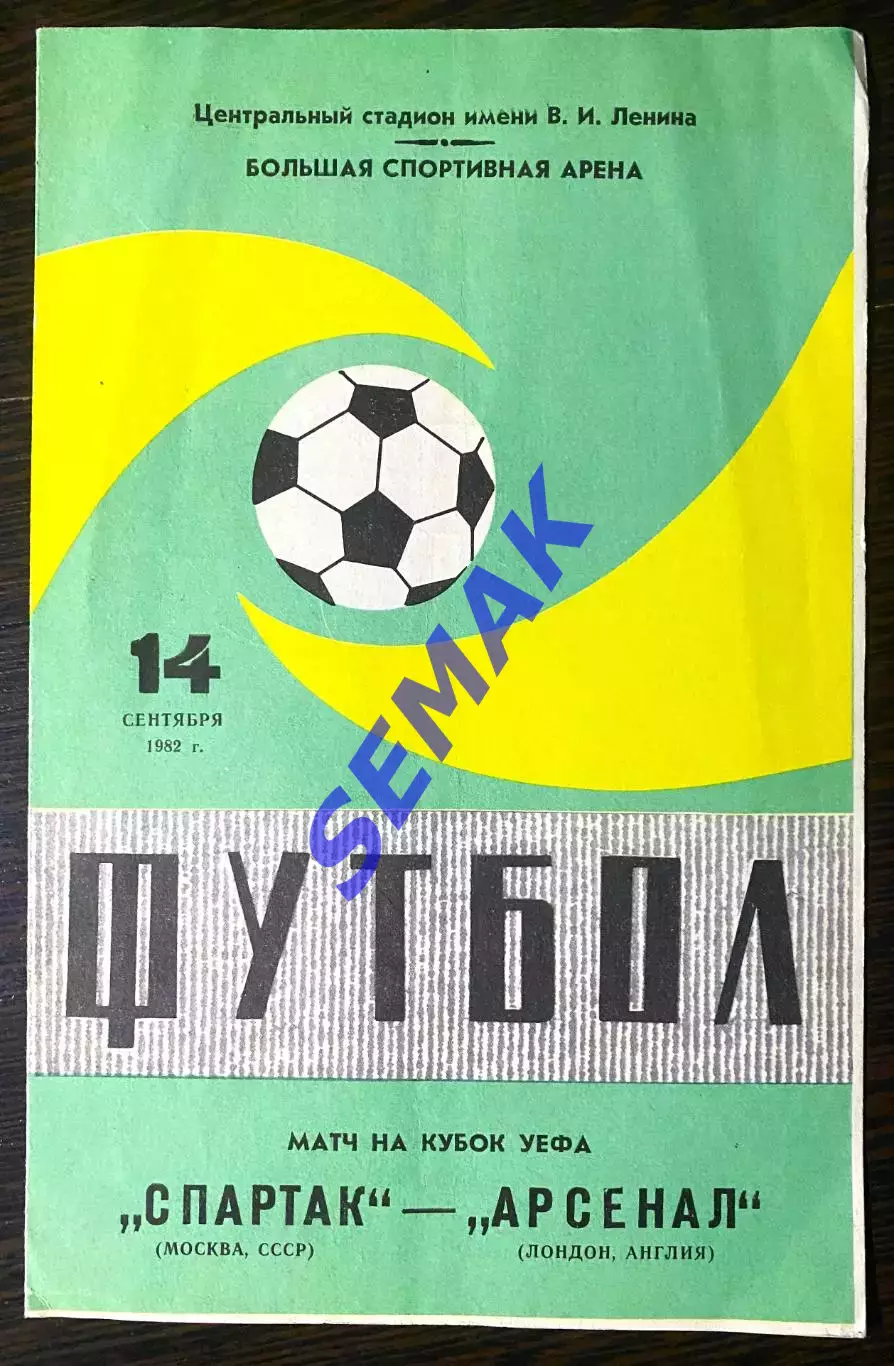 Центральный стадион имени В. И. Ленина
БОЛЬШАЯ СПОРТИВНАЯ АРЕНА
14
СЕНТЯБРЯ
1982 г.
SEMAK
ФУТБОЛ
МАТЧ НА КУБОК УЕФА
„СПАРТАК“ — „АРСЕНАЛ“
(МОСКВА, СССР) (ЛОНДОН, АНГЛИЯ)